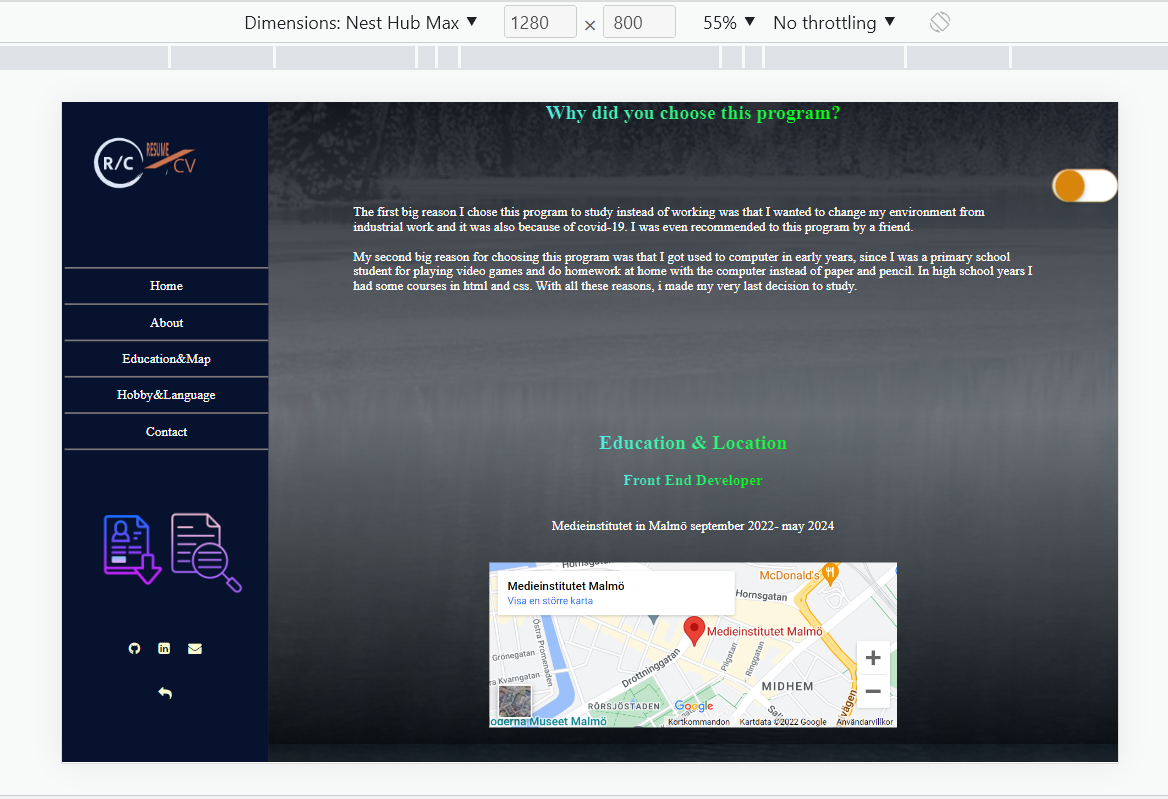 Dimensions: Nest Hub Max ▼ 1280 × 800 55% ▼ No throttling ▼
R/C RESUME CV
Home
About
Education&Map
Hobby&Language
Contact
Why did you choose this program?
The first big reason I chose this program to study instead of working was that I wanted to change my environment from
industrial work and it was also because of covid-19. I was even recommended to this program by a friend.
My second big reason for choosing this program was that I got used to computer in early years, since I was a primary school
student for playing video games and do homework at home with the computer instead of paper and pencil. In high school years I
had some courses in html and css. With all these reasons, i made my very last decision to study.
Education & Location
Front End Developer
Medieinstitutet in Malmö september 2022- may 2024
Hornsgatan
McDonald's
Medieinstitutet Malmö
Visa en större karta
Hornsgatan
Östra Promenaden
Medieinstitutet Malmö
Grönegatan
Drottninggatan
Pilgatan
Ringgatan
Kvarngatan
MIDHEM
RÖRSJÖSTADEN
Google
Museet Malmö
Kortkommandon
Kartdata ©2022 Google
Användarvillkor
+
−
in